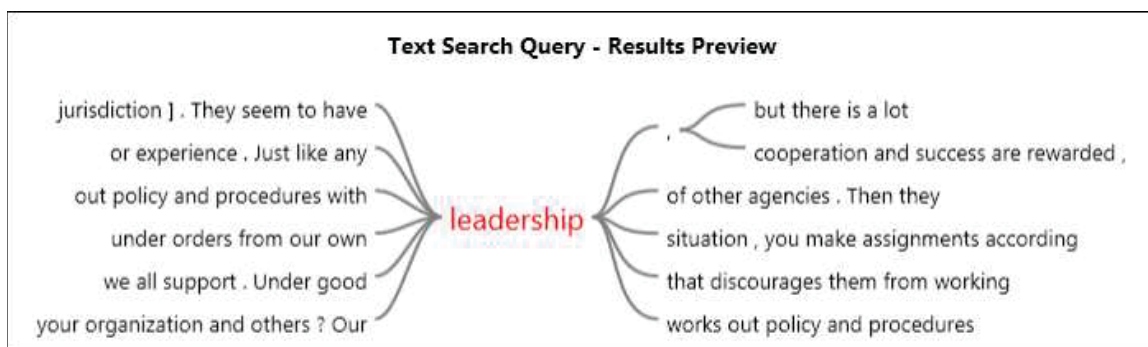 Text Search Query - Results Preview
jurisdiction ] . They seem to have
or experience . Just like any
out policy and procedures with
under orders from our own
we all support . Under good
your organization and others ? Our
leadership
,
but there is a lot
cooperation and success are rewarded ,
of other agencies . Then they
situation , you make assignments according
that discourages them from working
works out policy and procedures